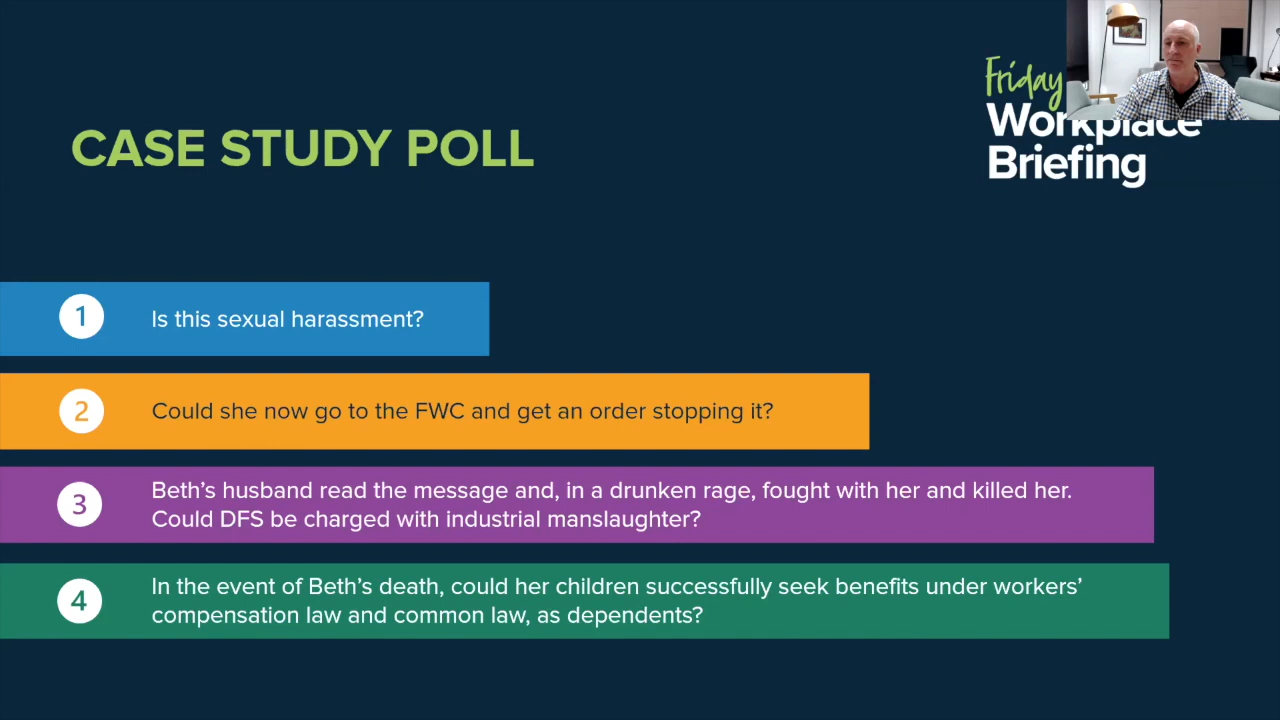 Friday
Workplace
Briefing
CASE STUDY POLL
1
Is this sexual harassment?
2
Could she now go to the FWC and get an order stopping it?
3
Beth’s husband read the message and, in a drunken rage, fought with her and killed her.
Could DFS be charged with industrial manslaughter?
4
In the event of Beth’s death, could her children successfully seek benefits under workers’
compensation law and common law, as dependents?